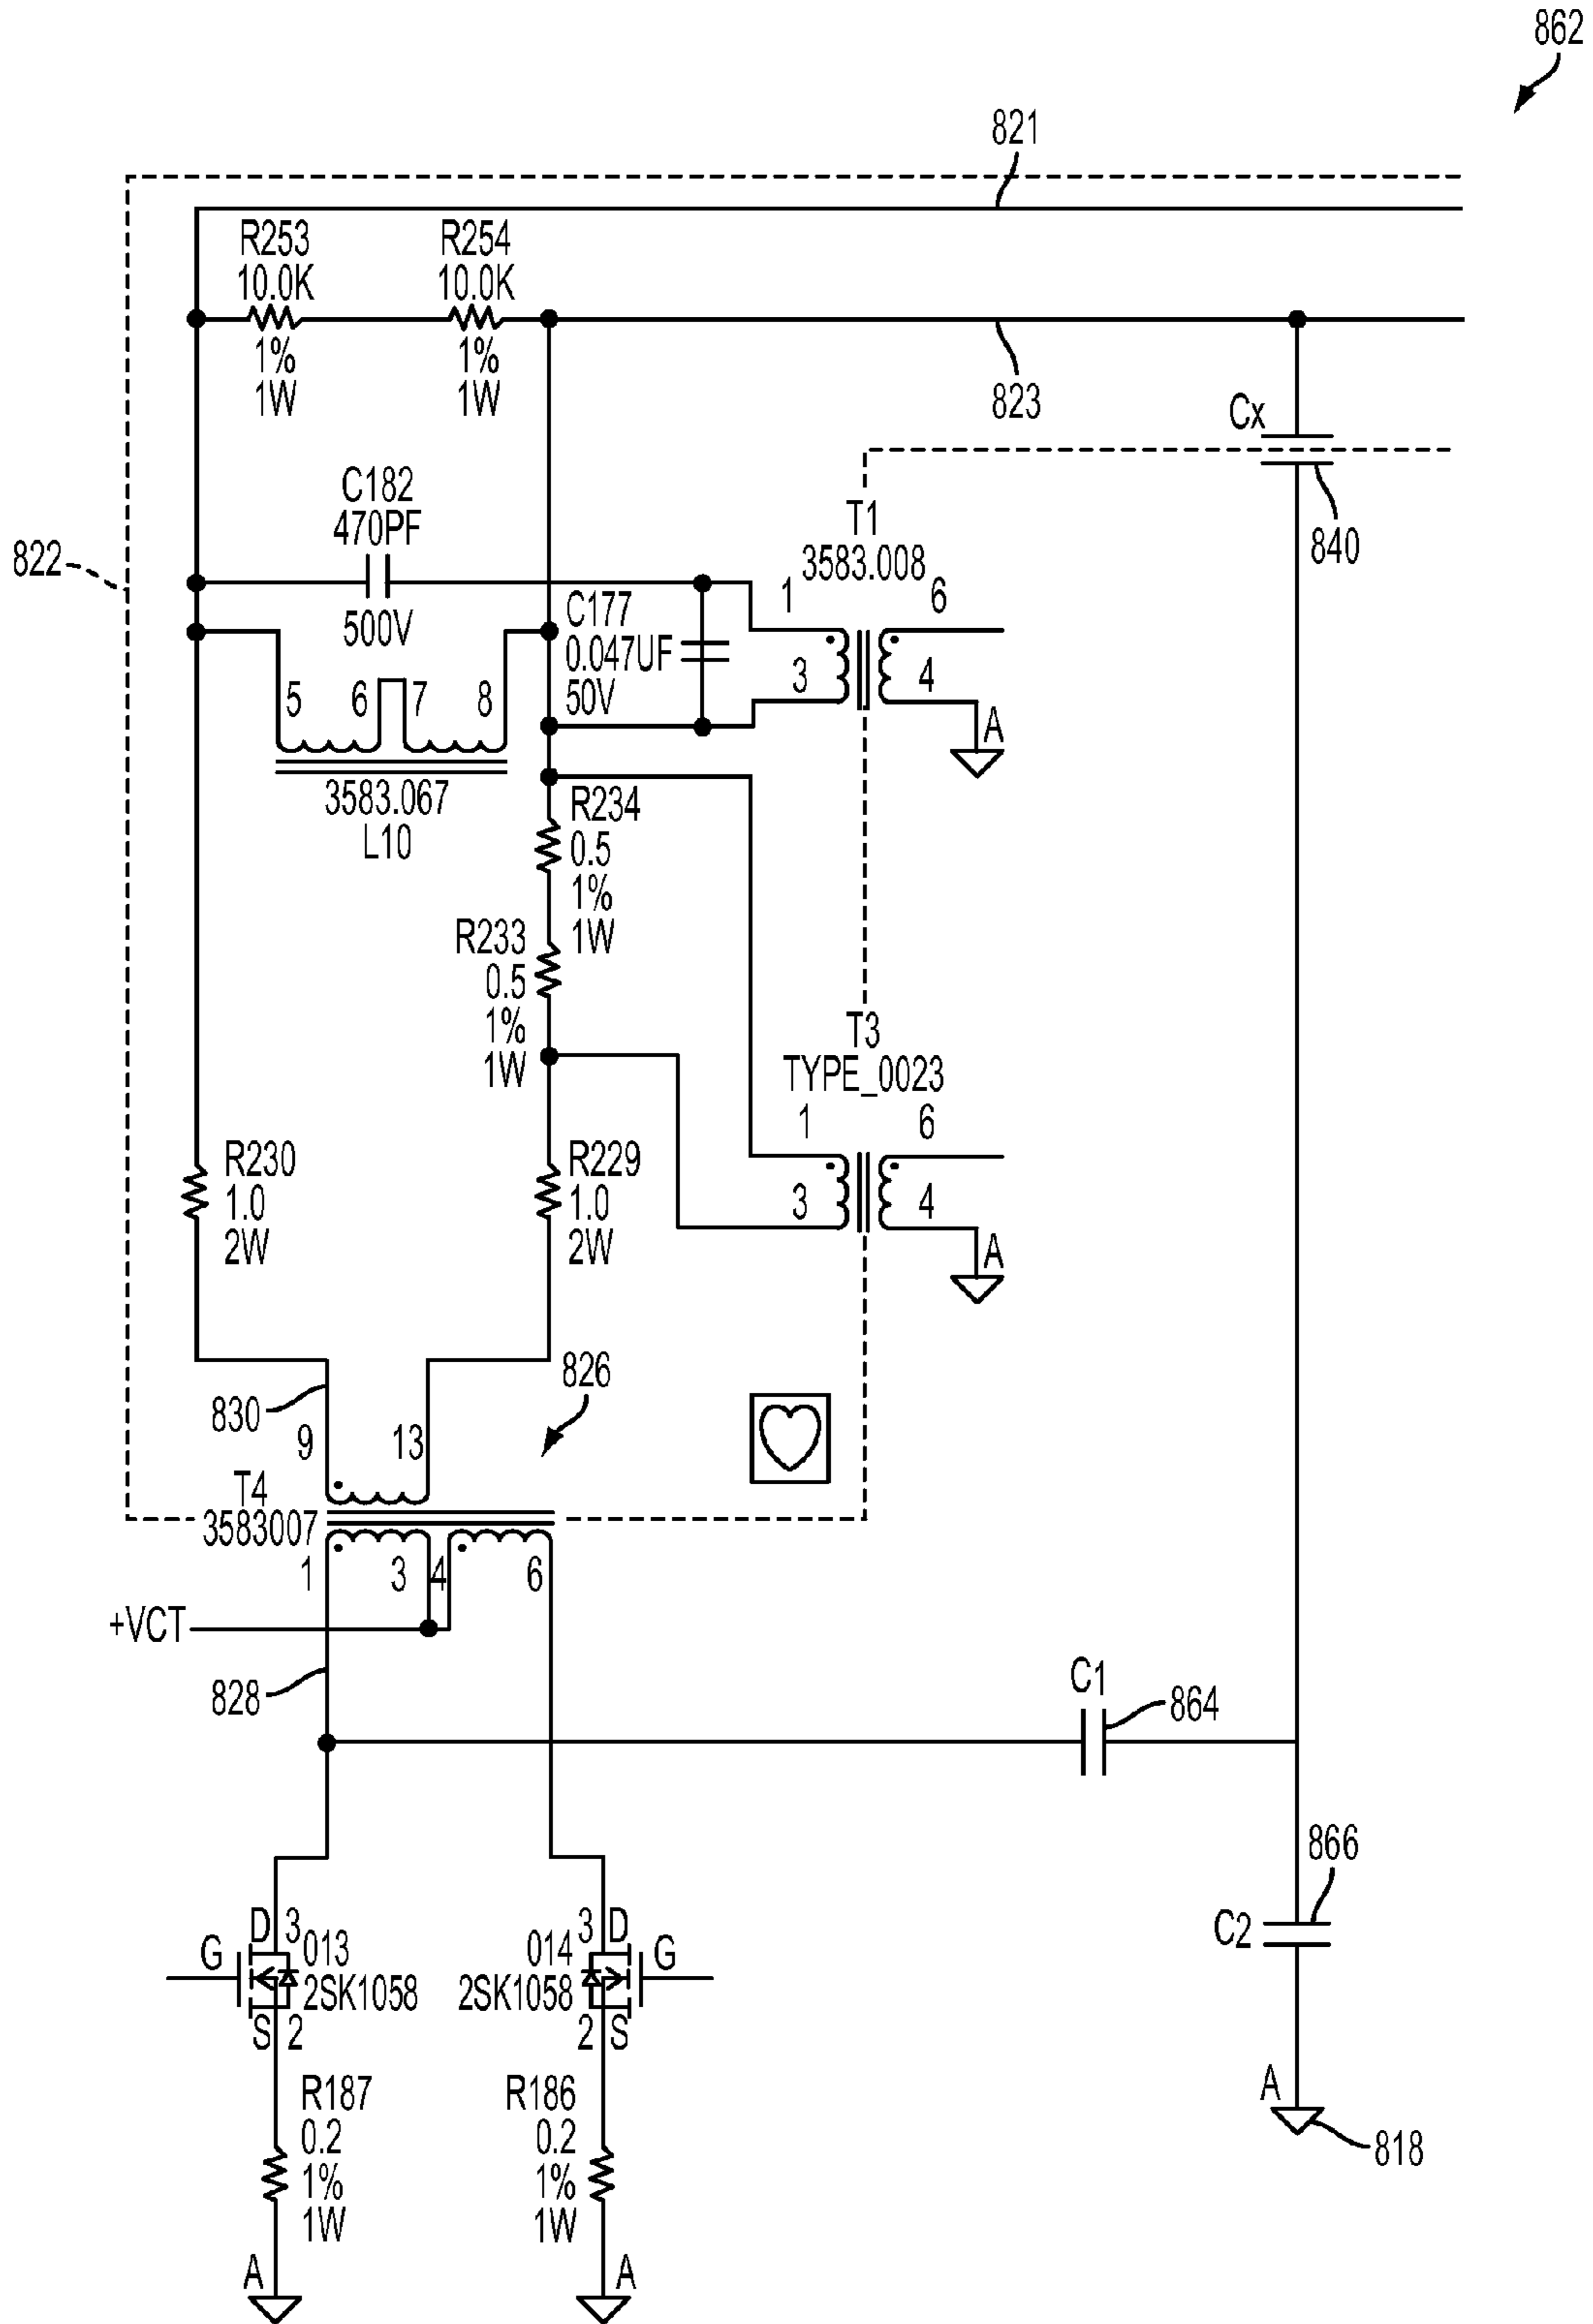 862
821
R253
10.0K
1%
1W
R254
10.0K
1%
1W
823
Cx
840
822
C182
470PF
500V
C177
0.047UF
50V
T1
3583.008
1
6
3
4
A
5
6
7
8
3583.067
L10
R234
0.5
1%
1W
R233
0.5
1%
1W
T3
TYPE_0023
1
6
3
4
A
R230
1.0
2W
R229
1.0
2W
830
826
9
13
T4
3583007
1
3
4
6
+VCT
828
C1
864
866
C2
D
3
G
013
2SK1058
S
2
3
D
014
2SK1058
G
2
S
R187
0.2
1%
1W
R186
0.2
1%
1W
A
818
A
A